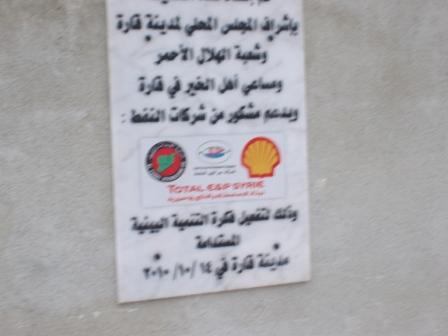 بإشراف المجلس المحلي لمدينة قارة
وشعبة الهلال الأحمر
ومساعي أهل الخير في قارة
وبدعم مشكور من شركات النفط :
TOTAL E&P SYRIE
وذلك لتفعيل فكرة التنمية البيئية
المستدامة
مدينة قارة في ١٤ /١٠ /٢٠١٠